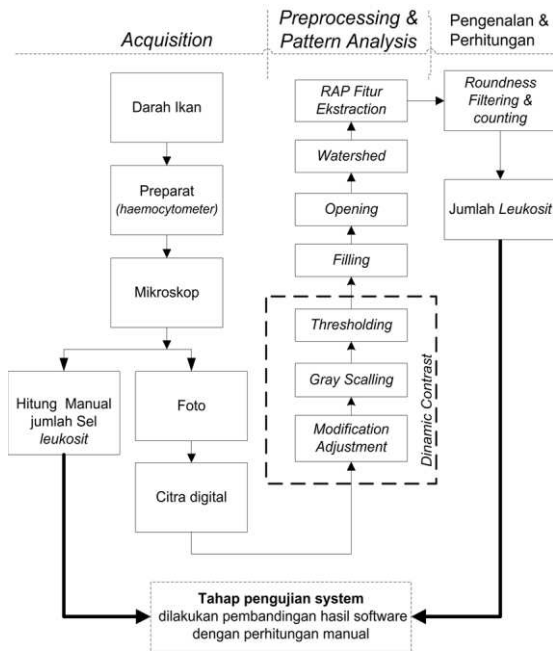 Acquisition
Preprocessing &
Pattern Analysis
Pengenalan &
Perhitungan
Darah Ikan
Preparat
(haemocytometer)
Mikroskop
Hitung Manual
jumlah Sel
leukosit
Foto
Citra digital
RAP Fitur
Ekstraction
Watershed
Opening
Filling
Thresholding
Gray Scalling
Modification
Adjustment
Dinamic Contrast
Roundness
Filtering &
counting
Jumlah Leukosit
Tahap pengujian system
dilakukan pembandingan hasil software
dengan perhitungan manual